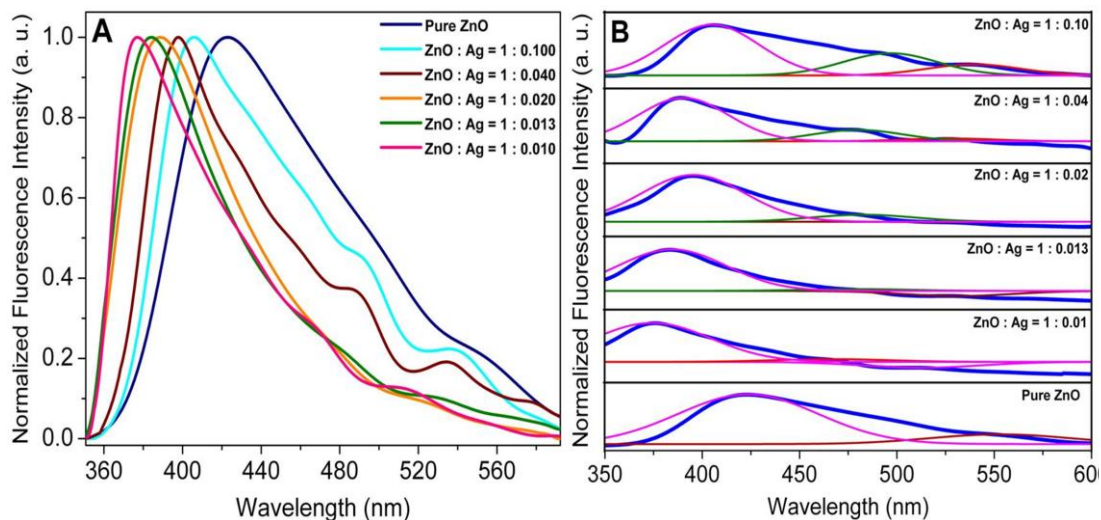 A
Normalized Fluorescence Intensity (a. u.)
1.0
0.8
0.6
0.4
0.2
0.0
360 400 440 480 520 560
Wavelength (nm)
Pure ZnO
ZnO : Ag = 1 : 0.100
ZnO : Ag = 1 : 0.040
ZnO : Ag = 1 : 0.020
ZnO : Ag = 1 : 0.013
ZnO : Ag = 1 : 0.010
B
Normalized Fluorescence Intensity (a. u.)
ZnO : Ag = 1 : 0.10
ZnO : Ag = 1 : 0.04
ZnO : Ag = 1 : 0.02
ZnO : Ag = 1 : 0.013
ZnO : Ag = 1 : 0.01
Pure ZnO
350 400 450 500 550 600
Wavelength (nm)